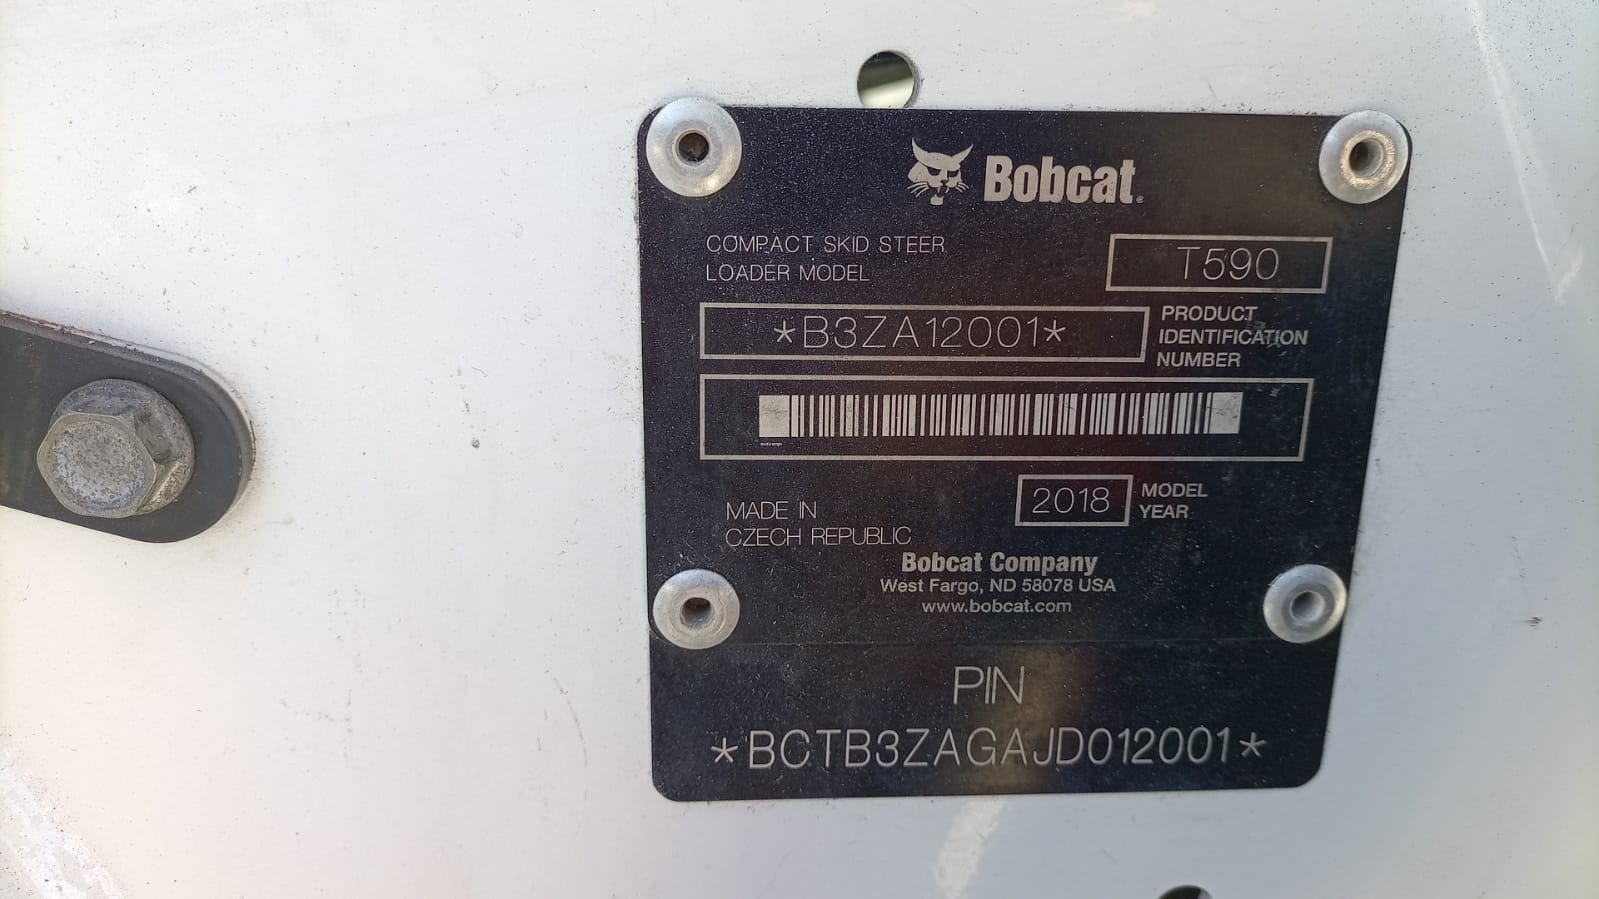 Bobcat®
COMPACT SKID STEER
LOADER MODEL
T590
*B3ZA12001*
PRODUCT
IDENTIFICATION
NUMBER
MADE IN
CZECH REPUBLIC
2018
MODEL
YEAR
Bobcat Company
West Fargo, ND 58078 USA
www.bobcat.com
PIN
*BCTB3ZAGAJD012001*